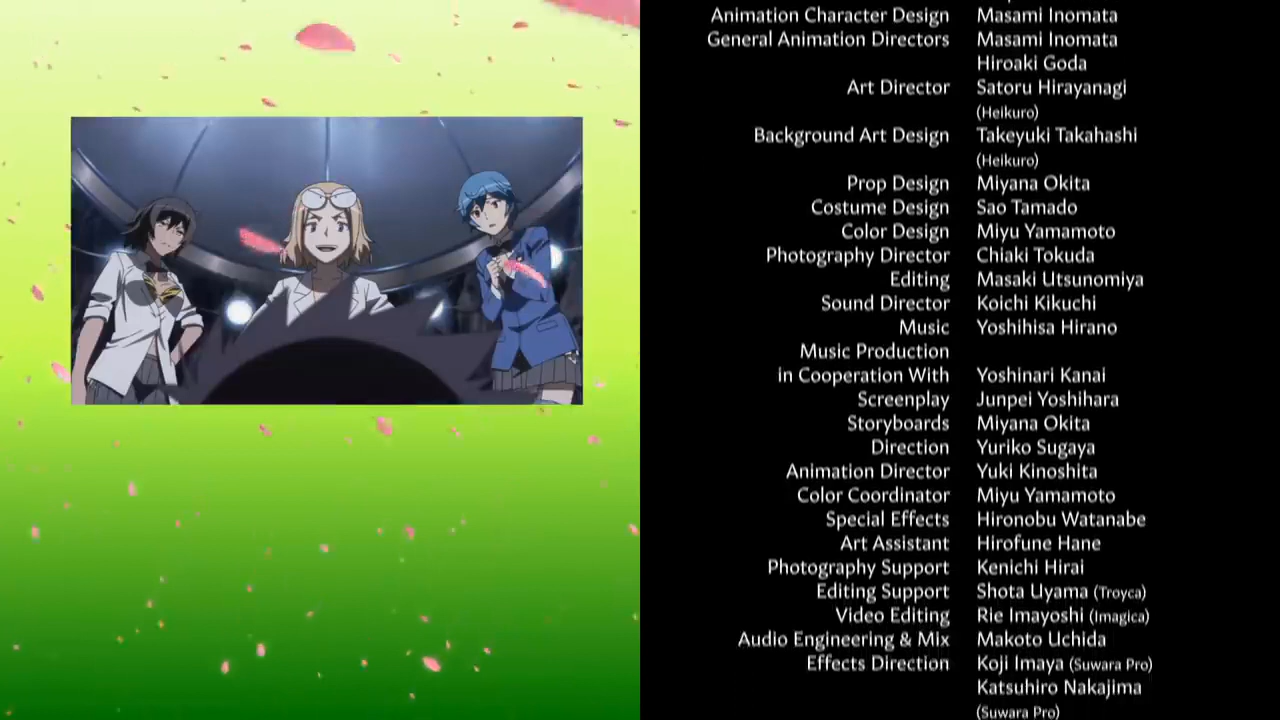 Animation Character Design Masami Inomata
General Animation Directors Masami Inomata
Hiroaki Goda
Art Director Satoru Hirayanagi
(Heikuro)
Background Art Design Takeyuki Takahashi
(Heikuro)
Prop Design Miyana Okita
Costume Design Sao Tamado
Color Design Miyu Yamamoto
Photography Director Chiaki Tokuda
Editing Masaki Utsunomiya
Sound Director Koichi Kikuchi
Music Yoshihisa Hirano
Music Production
in Cooperation With Yoshinari Kanai
Screenplay Junpei Yoshihara
Storyboards Miyana Okita
Direction Yuriko Sugaya
Animation Director Yuki Kinoshita
Color Coordinator Miyu Yamamoto
Special Effects Hironobu Watanabe
Art Assistant Hirofune Hane
Photography Support Kenichi Hirai
Editing Support Shota Uyama (Troyca)
Video Editing Rie Imayoshi (Imagica)
Audio Engineering & Mix Makoto Uchida
Effects Direction Koji Imaya (Suwara Pro)
Katsuhiro Nakajima
(Suwara Pro)